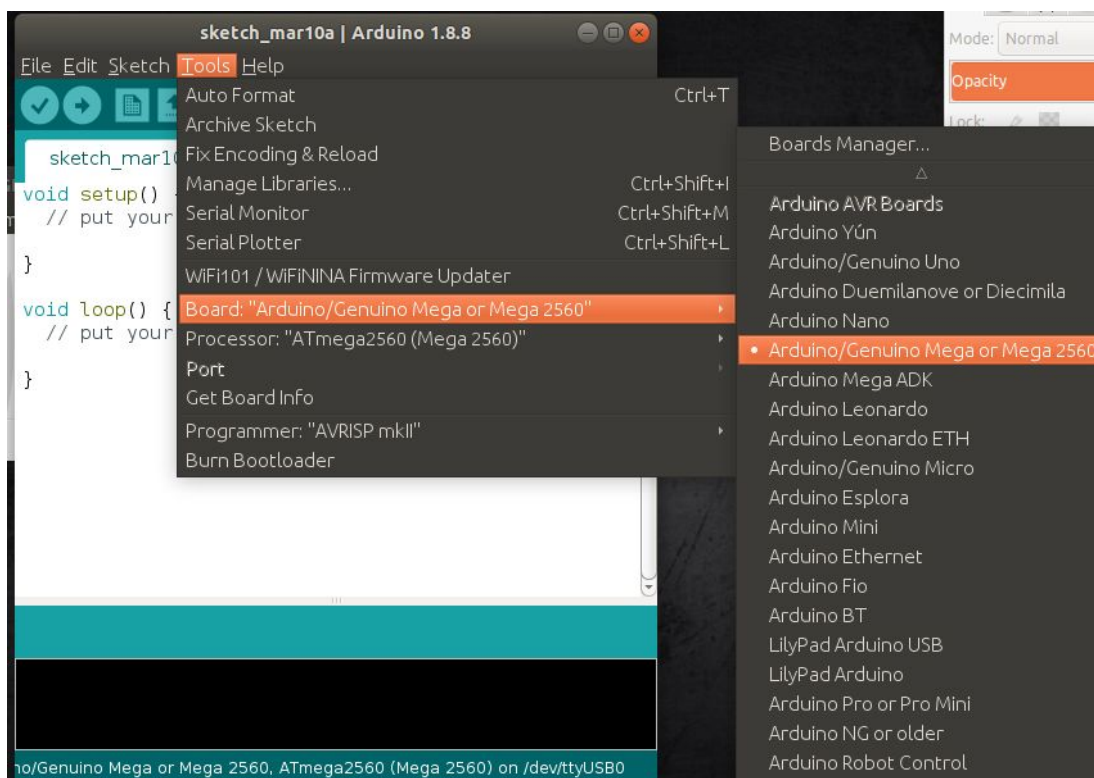 sketch_mar10a | Arduino 1.8.8
File Edit Sketch Tools Help
sketch_mar10
void setup() {
// put your
}
void loop() {
// put your
}
Auto Format Ctrl+T
Archive Sketch
Fix Encoding & Reload
Manage Libraries... Ctrl+Shift+I
Serial Monitor Ctrl+Shift+M
Serial Plotter Ctrl+Shift+L
WiFi101 / WiFiNINA Firmware Updater
Board: "Arduino/Genuino Mega or Mega 2560"
Processor: "ATmega2560 (Mega 2560)"
Port
Get Board Info
Programmer: "AVRISP mkII"
Burn Bootloader
Mode: Normal
Opacity
Lock:
Boards Manager...
Arduino AVR Boards
Arduino Yún
Arduino/Genuino Uno
Arduino Duemilanove or Diecimila
Arduino Nano
Arduino/Genuino Mega or Mega 2560
Arduino Mega ADK
Arduino Leonardo
Arduino Leonardo ETH
Arduino/Genuino Micro
Arduino Esplora
Arduino Mini
Arduino Ethernet
Arduino Fio
Arduino BT
LilyPad Arduino USB
LilyPad Arduino
Arduino Pro or Pro Mini
Arduino NG or older
Arduino Robot Control
no/Genuino Mega or Mega 2560, ATmega2560 (Mega 2560) on /dev/ttyUSB0